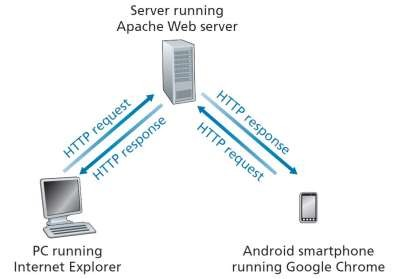 Server running
Apache Web server
HTTP request
HTTP response
HTTP response
HTTP request
PC running
Internet Explorer
Android smartphone
running Google Chrome